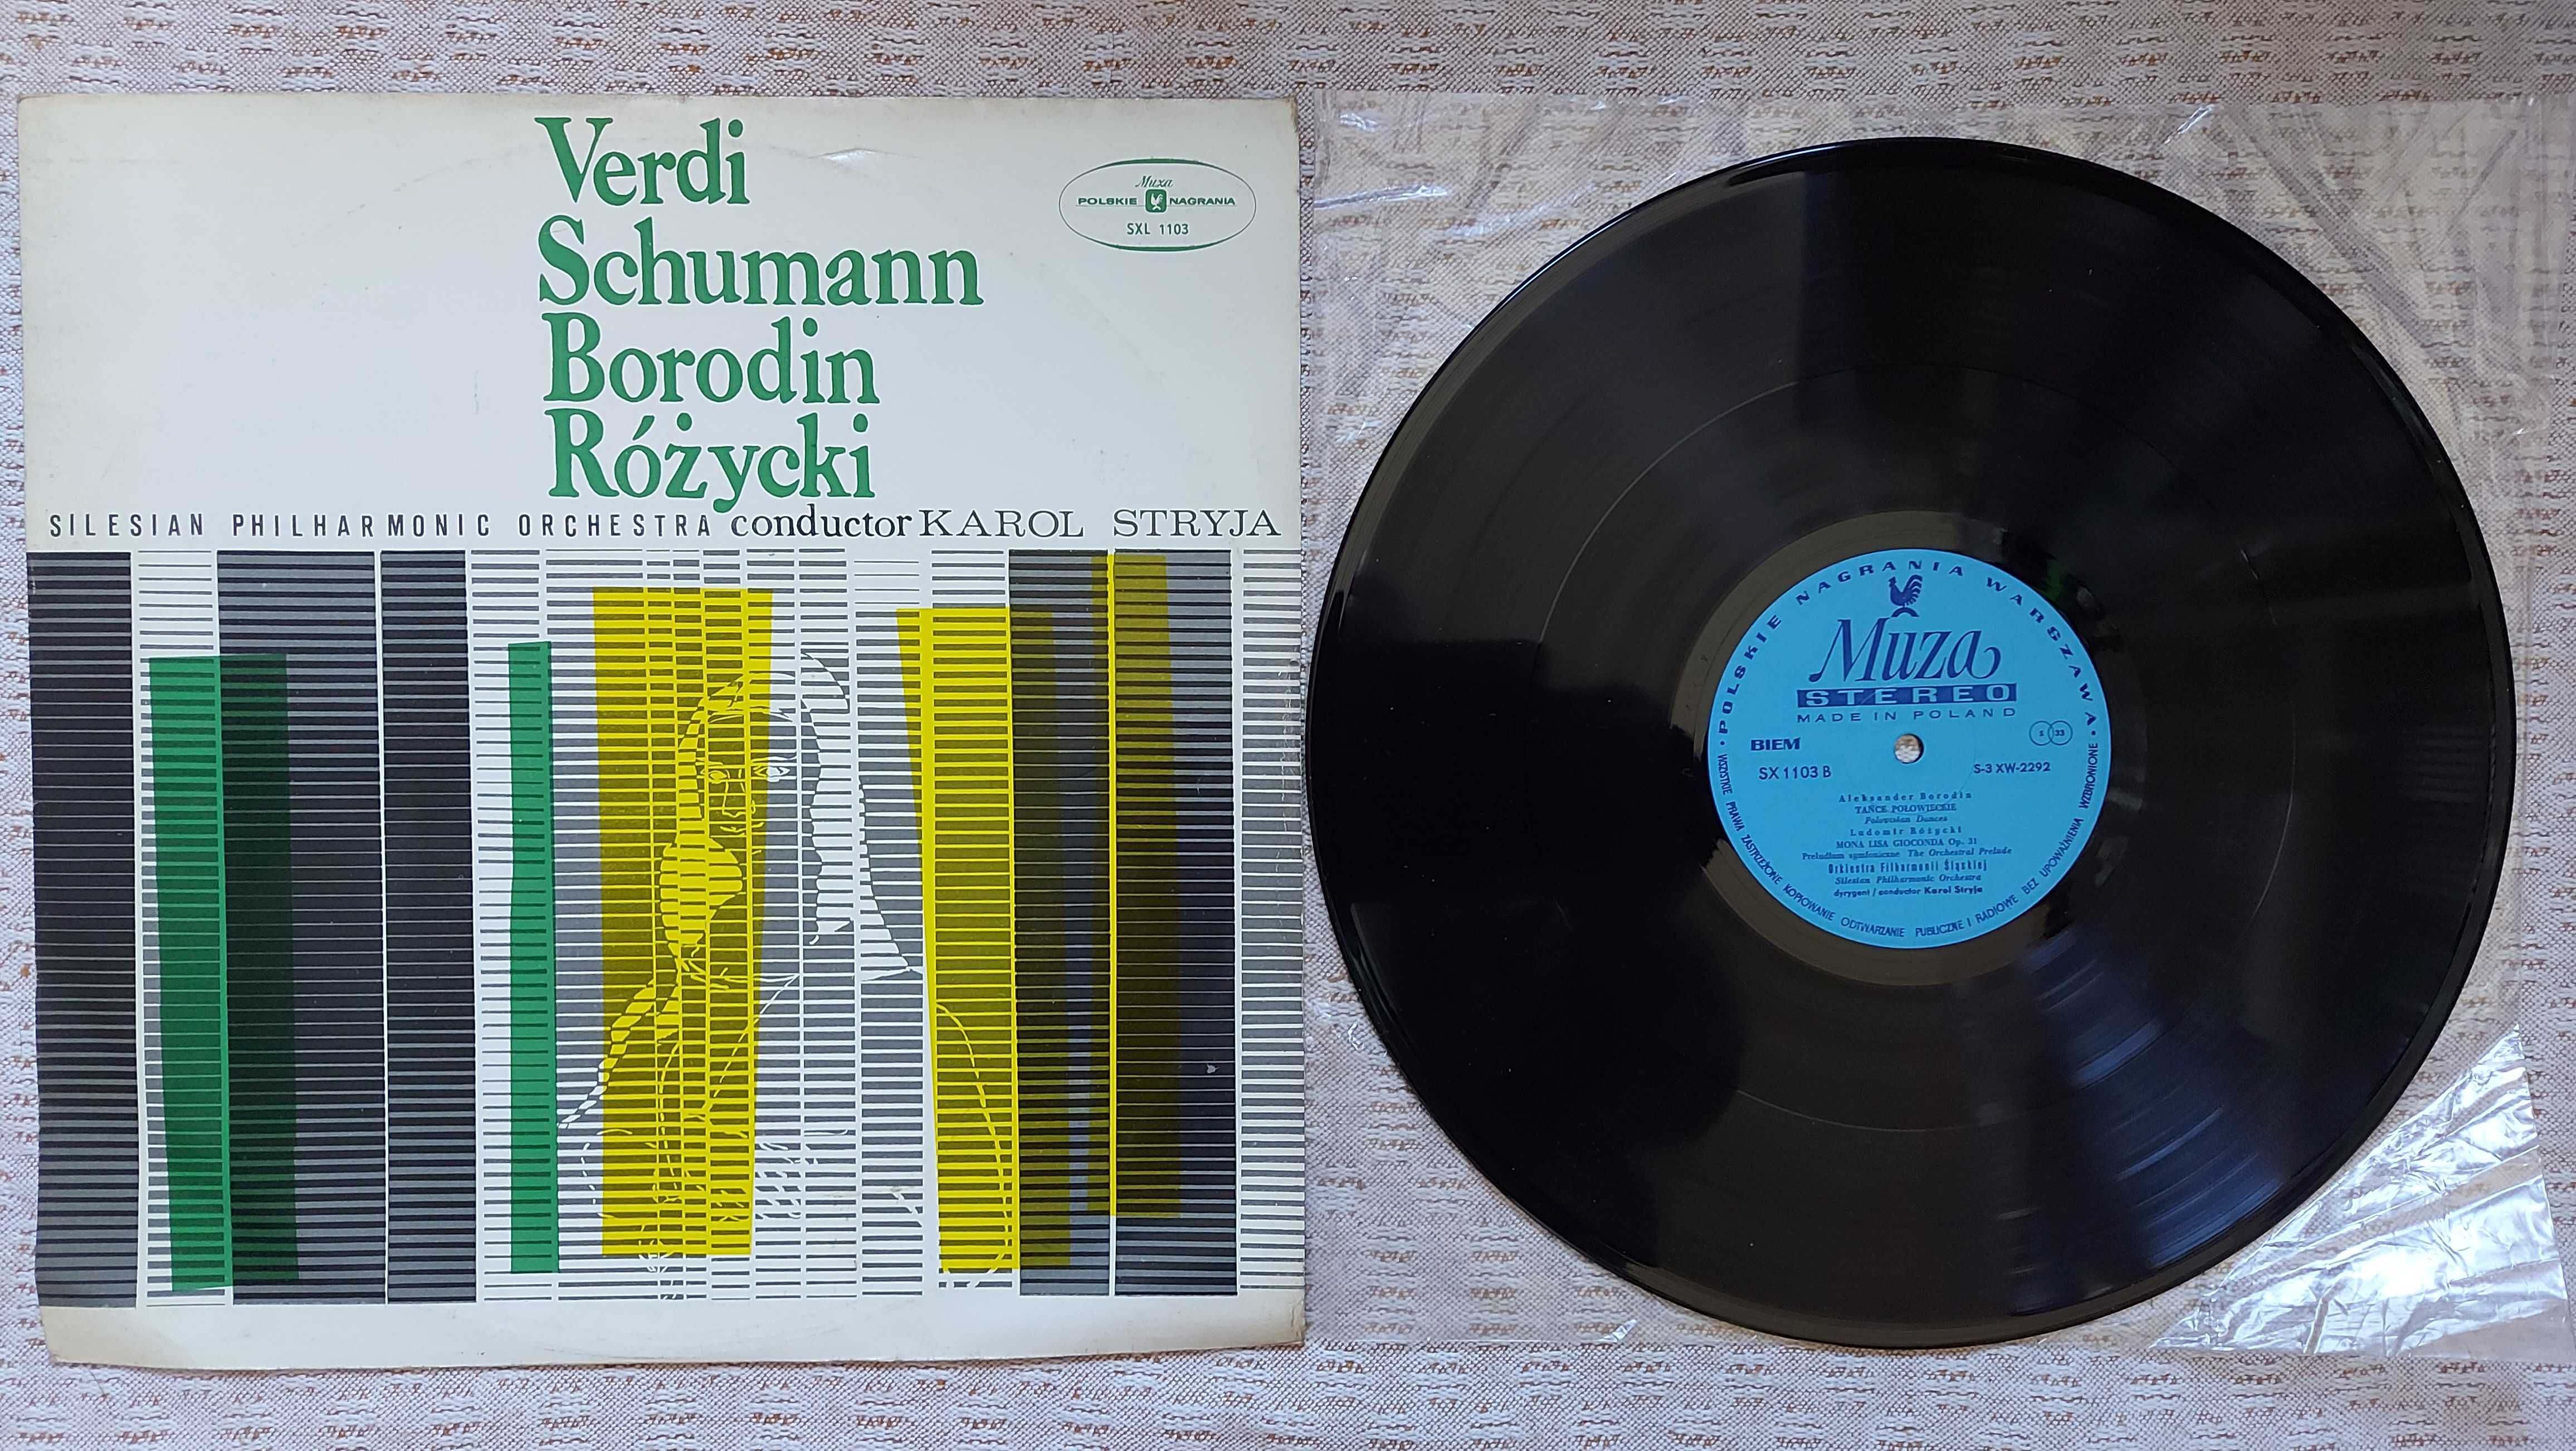 Verdi
Schumann
Borodin
Różycki
Muza
POLSKIE NAGRANIA
SXL 1103
SILESIAN PHILHARMONIC ORCHESTRA conductor KAROL STRYJA
• POLSKIE NAGRANIA WARSZAWA •
Muza
STEREO
MADE IN POLAND
BIEM
S 33
SX 1103 B
S-3 XW-2292
Aleksander Borodin
TAŃCE POŁOWIECKIE
Polovtsian Dances
Ludomir Różycki
MONA LISA GIOCONDA Op. 31
Preludium symfoniczne The Orchestral Prelude
Orkiestra Filharmonii Śląskiej
Silesian Philharmonic Orchestra
dyrygent / conductor Karol Stryja
WSZYSTKIE PRAWA ZASTRZEŻONE KOPIOWANIE ODTWARZANIE PUBLICZNE I RADIOWE BEZ UPOWAŻNIENIA WZBRONIONE